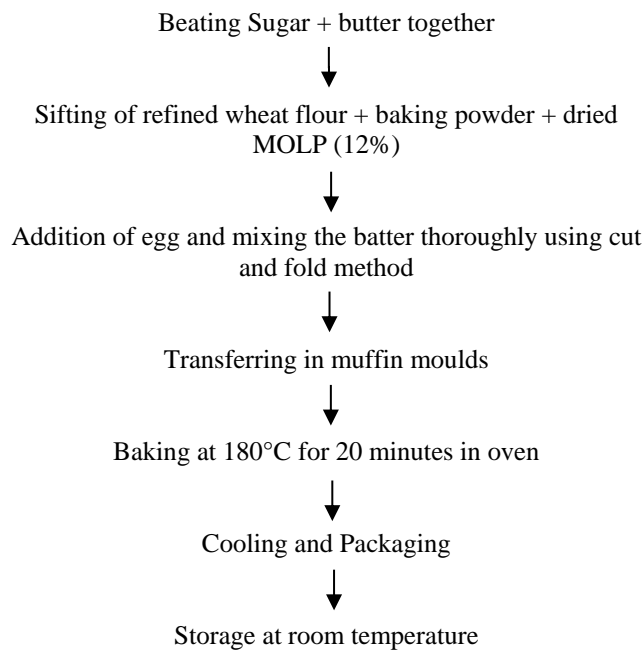 Beating Sugar + butter together
Sifting of refined wheat flour + baking powder + dried
MOLP (12%)
Addition of egg and mixing the batter thoroughly using cut
and fold method
Transferring in muffin moulds
Baking at 180°C for 20 minutes in oven
Cooling and Packaging
Storage at room temperature